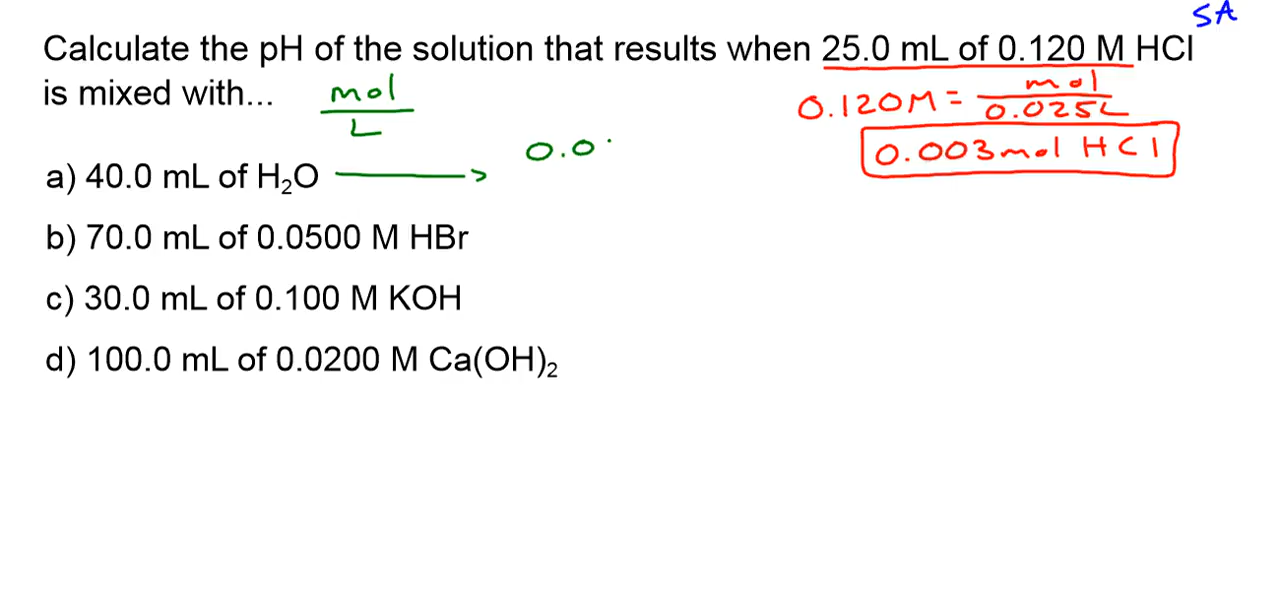 SA
Calculate the pH of the solution that results when 25.0 mL of 0.120 M HCl
is mixed with...
mol
L
0.120M = mol
0.025L
0.003mol HCl
a) 40.0 mL of H₂O → 0.0
b) 70.0 mL of 0.0500 M HBr
c) 30.0 mL of 0.100 M KOH
d) 100.0 mL of 0.0200 M Ca(OH)₂